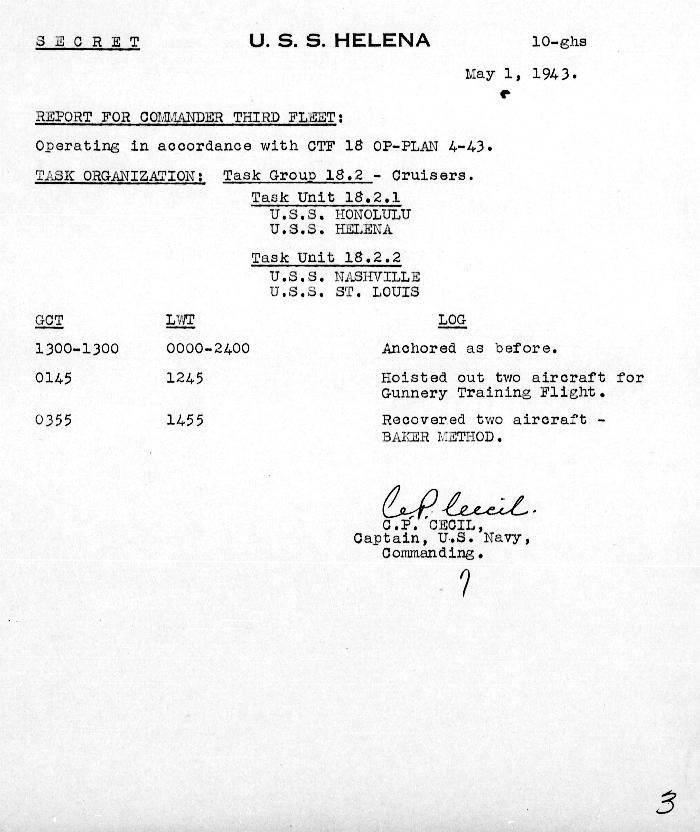 S E C R E T U. S. S. HELENA 10-ghs
May 1, 1943.
REPORT FOR COMMANDER THIRD FLEET:
Operating in accordance with CTF 18 OP-PLAN 4-43.
TASK ORGANIZATION: Task Group 18.2 - Cruisers.
Task Unit 18.2.1
U.S.S. HONOLULU
U.S.S. HELENA
Task Unit 18.2.2
U.S.S. NASHVILLE
U.S.S. ST. LOUIS
GCT LWT LOG
1300-1300 0000-2400 Anchored as before.
0145 1245 Hoisted out two aircraft for
Gunnery Training Flight.
0355 1455 Recovered two aircraft -
BAKER METHOD.
C.P. Cecil.
C.P. CECIL,
Captain, U.S. Navy,
Commanding.
3